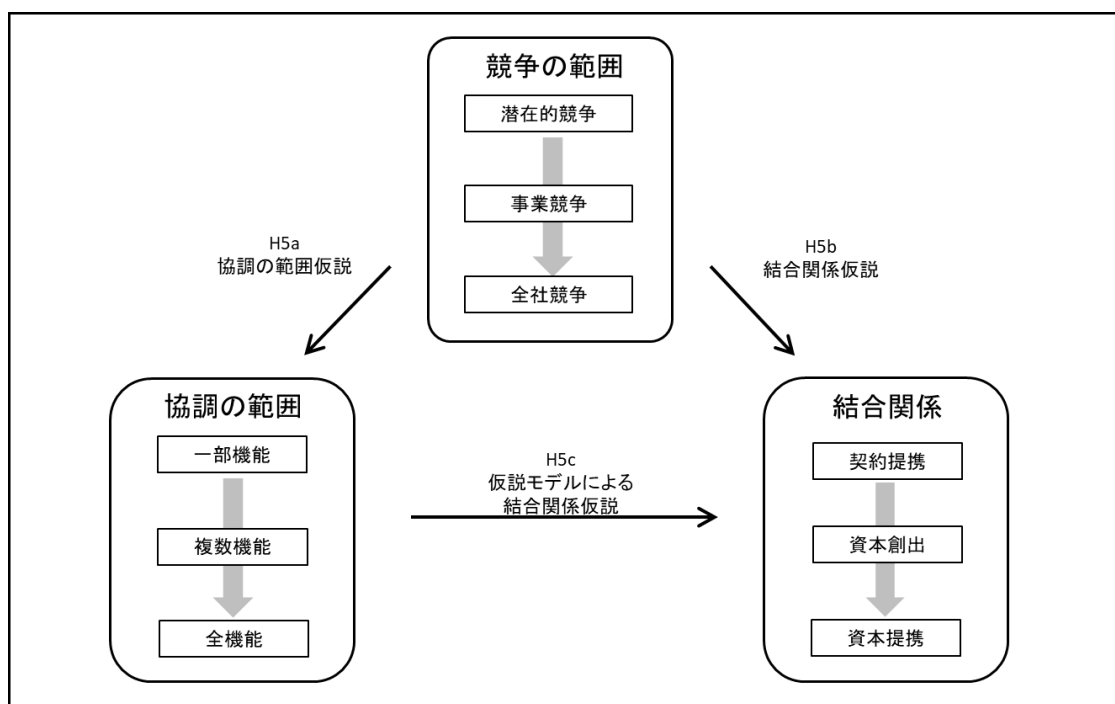 競争の範囲
潜在的競争
事業競争
全社競争
H5a
協調の範囲仮説
H5b
結合関係仮説
協調の範囲
一部機能
複数機能
全機能
H5c
仮説モデルによる
結合関係仮説
結合関係
契約提携
資本創出
資本提携